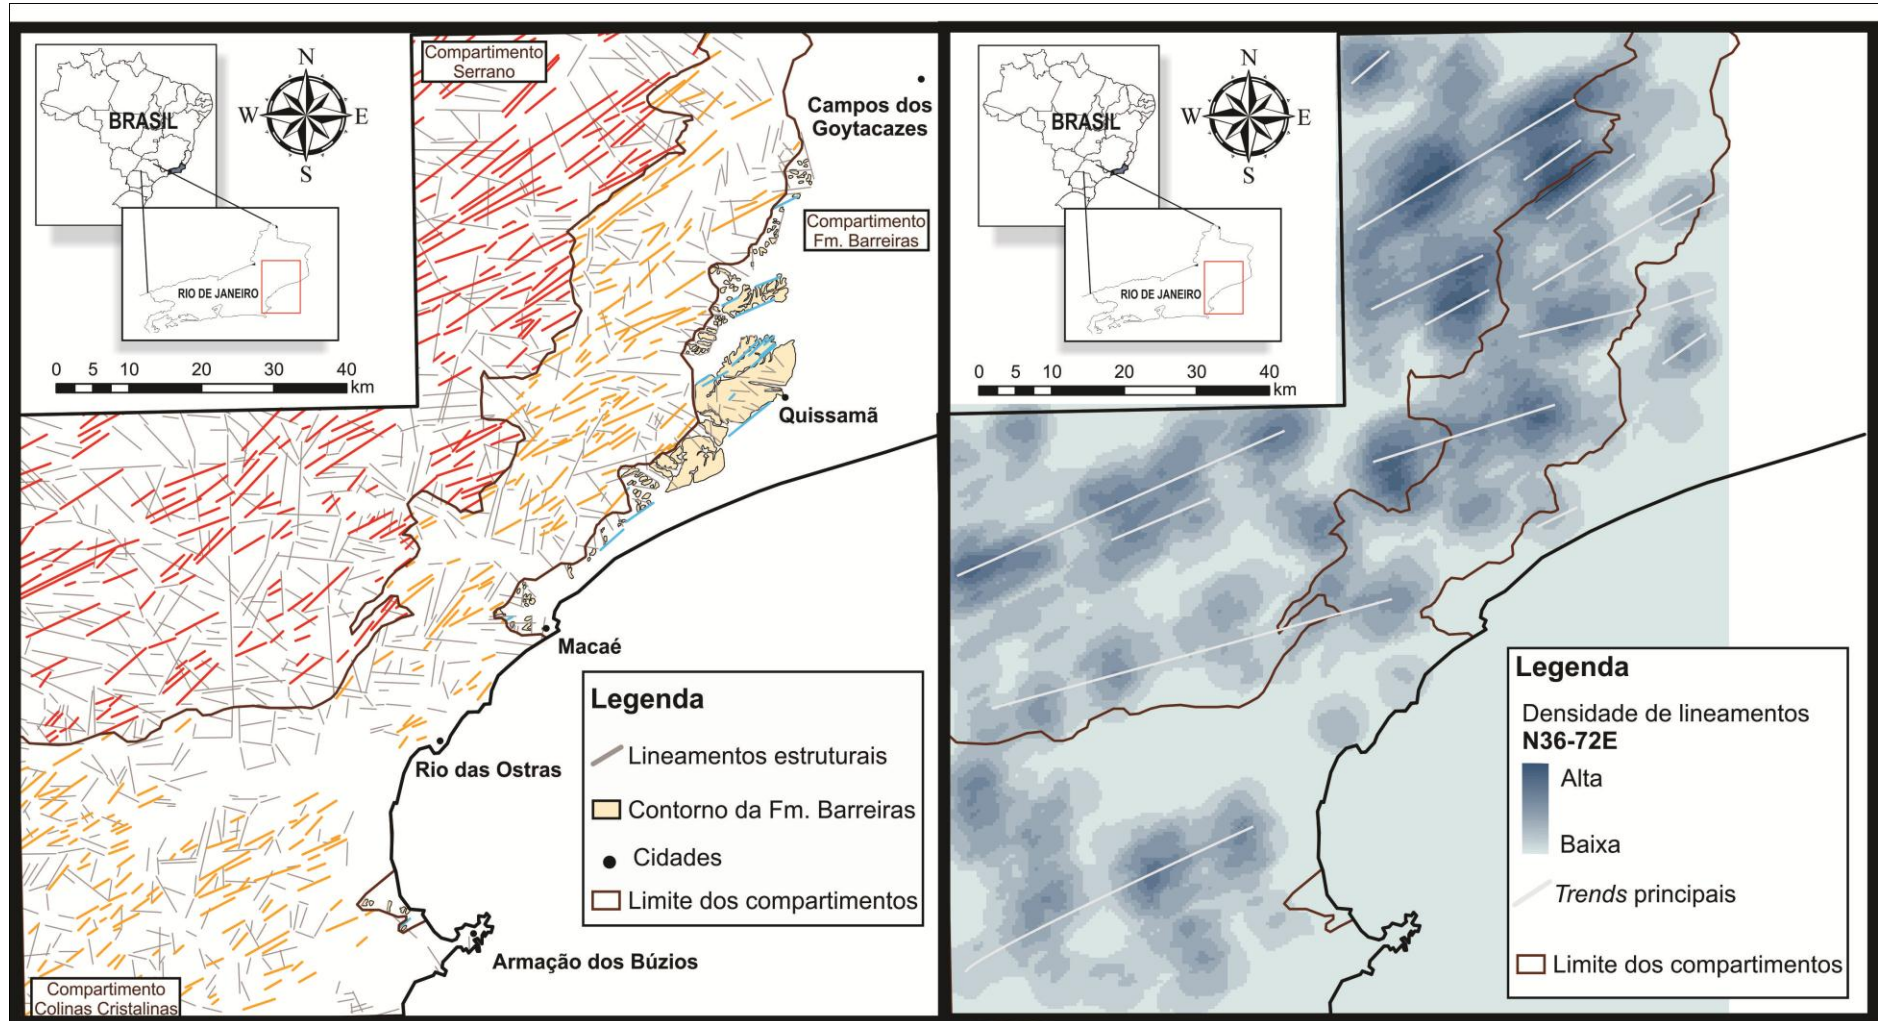 Compartimento
Serrano
N
W
E
S
BRASIL
RIO DE JANEIRO
0 5 10 20 30 40
km
Campos dos
Goytacazes
Compartimento
Fm. Barreiras
Quissamã
Macaé
Rio das Ostras
Armação dos Búzios
Compartimento
Colinas Cristalinas
Legenda
Lineamentos estruturais
Contorno da Fm. Barreiras
Cidades
Limite dos compartimentos
N
W
E
S
BRASIL
RIO DE JANEIRO
0 5 10 20 30 40
km
Legenda
Densidade de lineamentos
N36-72E
Alta
Baixa
Trends principais
Limite dos compartimentos